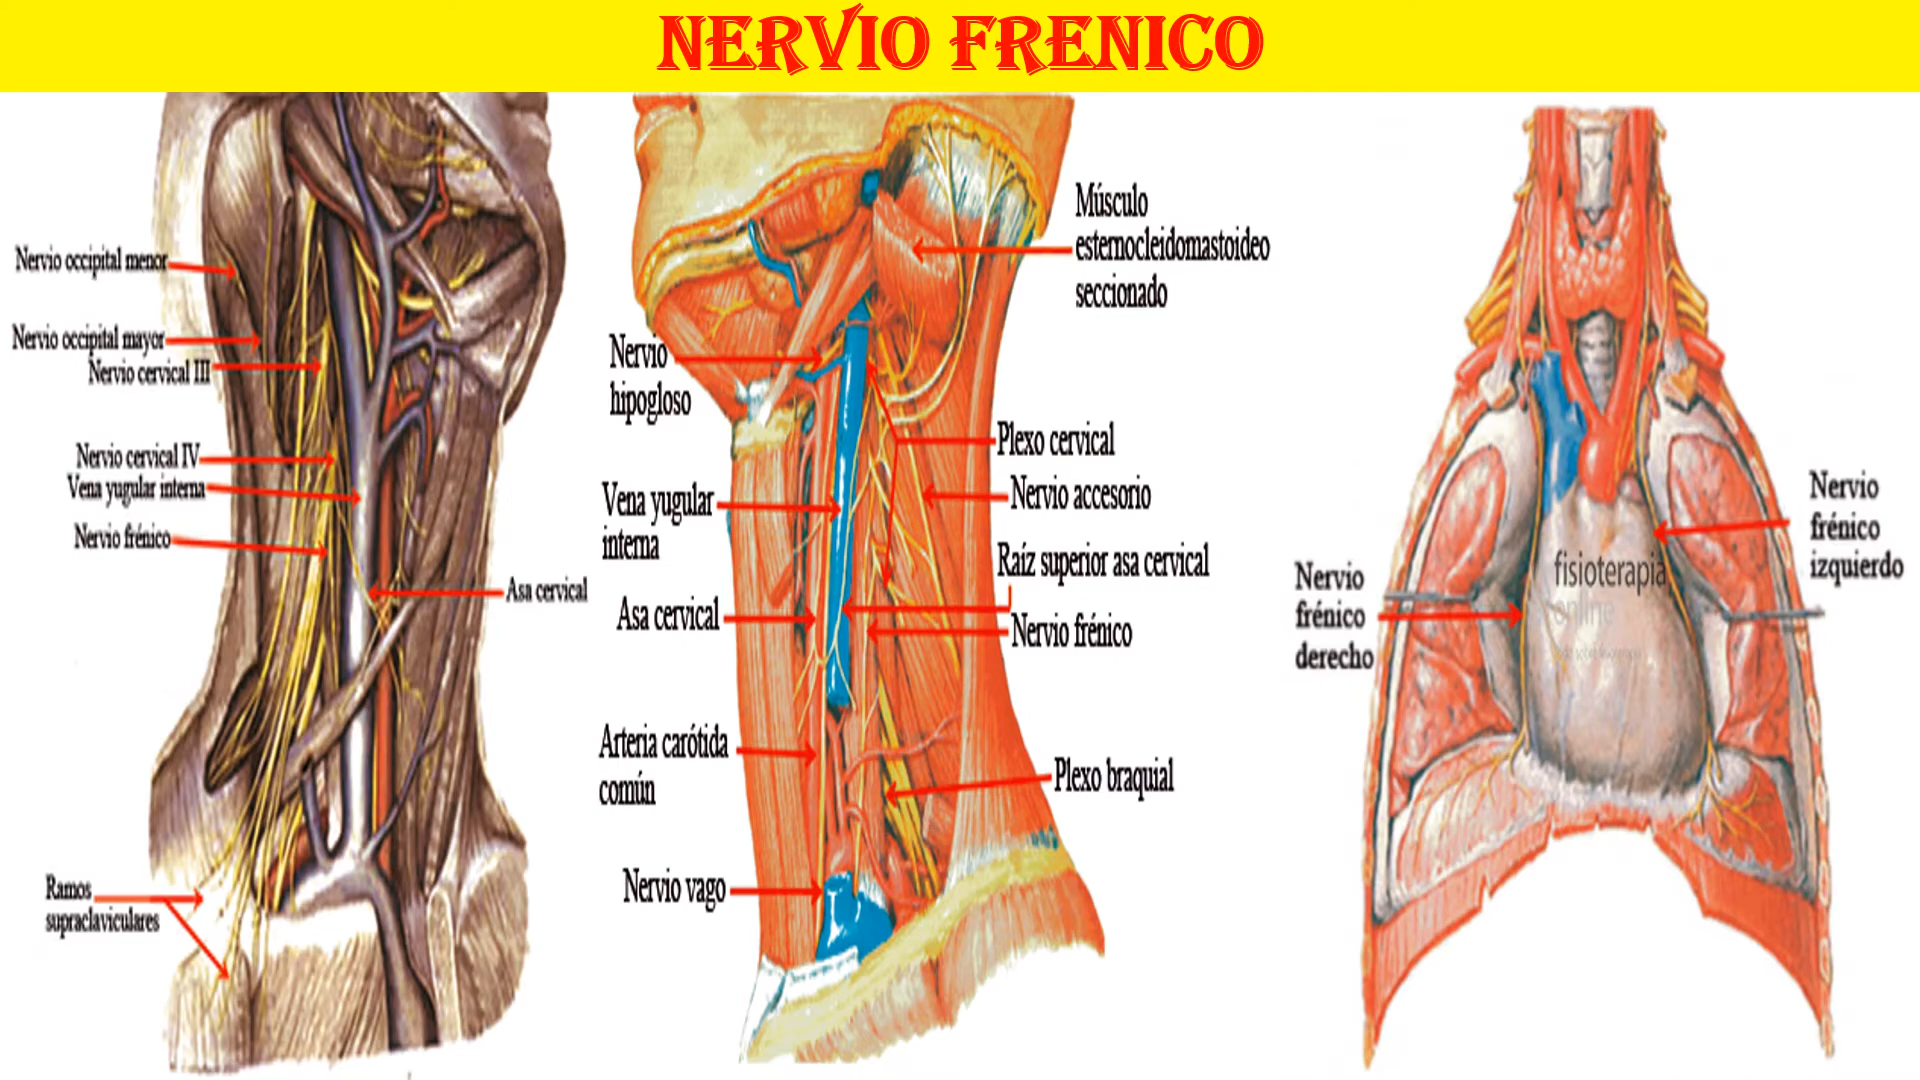 NERVIO FRENICO
Nervio occipital menor
Nervio occipital mayor
Nervio cervical III
Nervio cervical IV
Vena yugular interna
Nervio frénico
Asa cervical
Ramos
supraclaviculares
Músculo
esternocleidomastoideo
seccionado
Nervio
hipogloso
Plexo cervical
Vena yugular
interna
Nervio accesorio
Raíz superior asa cervical
Asa cervical
Nervio frénico
Arteria carótida
común
Plexo braquial
Nervio vago
Nervio
frénico
izquierdo
Nervio
frénico
derecho
fisioterapia
online